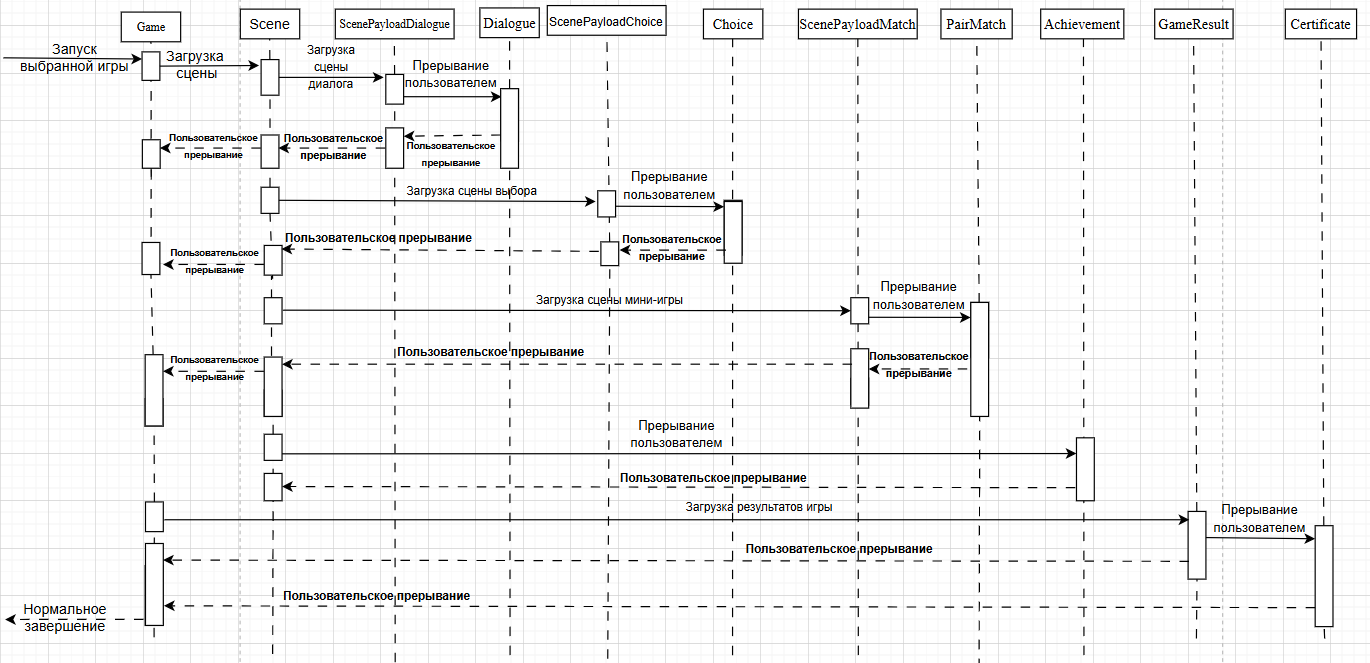 Game
Scene
ScenePayloadDialogue
Dialogue
ScenePayloadChoice
Choice
ScenePayloadMatch
PairMatch
Achievement
GameResult
Certificate
Запуск
выбранной игры
Загрузка
сцены
Загрузка
сцены
диалога
Прерывание
пользователем
Пользовательское
прерывание
Пользовательское
прерывание
Пользовательское
прерывание
Загрузка сцены выбора
Прерывание
пользователем
Пользовательское
прерывание
Пользовательское прерывание
Пользовательское
прерывание
Загрузка сцены мини-игры
Прерывание
пользователем
Пользовательское
прерывание
Пользовательское прерывание
Пользовательское
прерывание
Прерывание
пользователем
Пользовательское прерывание
Загрузка результатов игры
Прерывание
пользователем
Пользовательское прерывание
Пользовательское прерывание
Нормальное
завершение